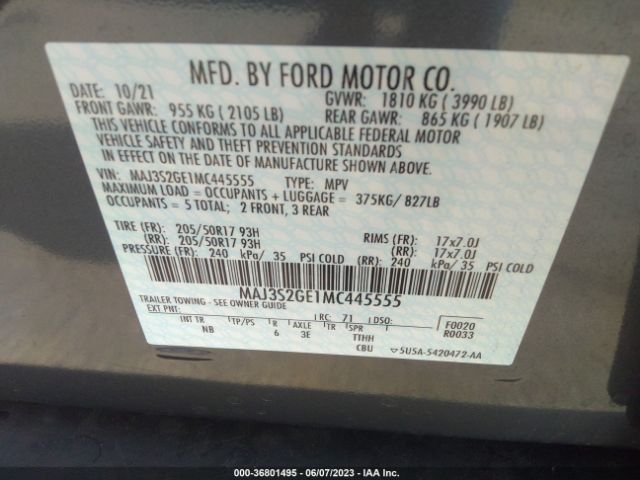 MFD. BY FORD MOTOR CO.
DATE: 10/21 GVWR: 1810 KG ( 3990 LB)
FRONT GAWR: 955 KG ( 2105 LB) REAR GAWR: 865 KG ( 1907 LB)
THIS VEHICLE CONFORMS TO ALL APPLICABLE FEDERAL MOTOR
VEHICLE SAFETY AND THEFT PREVENTION STANDARDS
IN EFFECT ON THE DATE OF MANUFACTURE SHOWN ABOVE.
VIN: MAJ3S2GE1MC445555 TYPE: MPV
MAXIMUM LOAD = OCCUPANTS + LUGGAGE = 375KG/ 827LB
OCCUPANTS = 5 TOTAL; 2 FRONT, 3 REAR
TIRE (FR): 205/50R17 93H RIMS (FR): 17x7.0J
(RR): 205/50R17 93H (RR): 17x7.0J
PRESSURE (FR): 240 kPa/ 35 PSI COLD (RR): 240 kPa/ 35 PSI COLD
MAJ3S2GE1MC445555
TRAILER TOWING - SEE OWNER GUIDE
EXT PNT: RC: 71 DSO: F0020
R0033
INT TR TP/PS R AXLE TR SPR
NB 6 3E TTHH
CBU ▽5U5A-5420472-AA
000-36801495 - 06/07/2023 - IAA Inc.